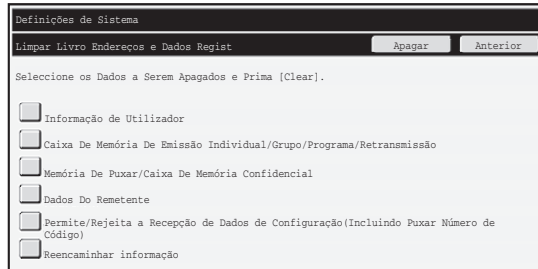 Definições de Sistema
Limpar Livro Endereços e Dados Regist
Apagar
Anterior
Seleccione os Dados a Serem Apagados e Prima [Clear].
Informação de Utilizador
Caixa De Memória De Emissão Individual/Grupo/Programa/Retransmissão
Memória De Puxar/Caixa De Memória Confidencial
Dados Do Remetente
Permite/Rejeita a Recepção de Dados de Configuração(Incluindo Puxar Número de
Código)
Reencaminhar informação